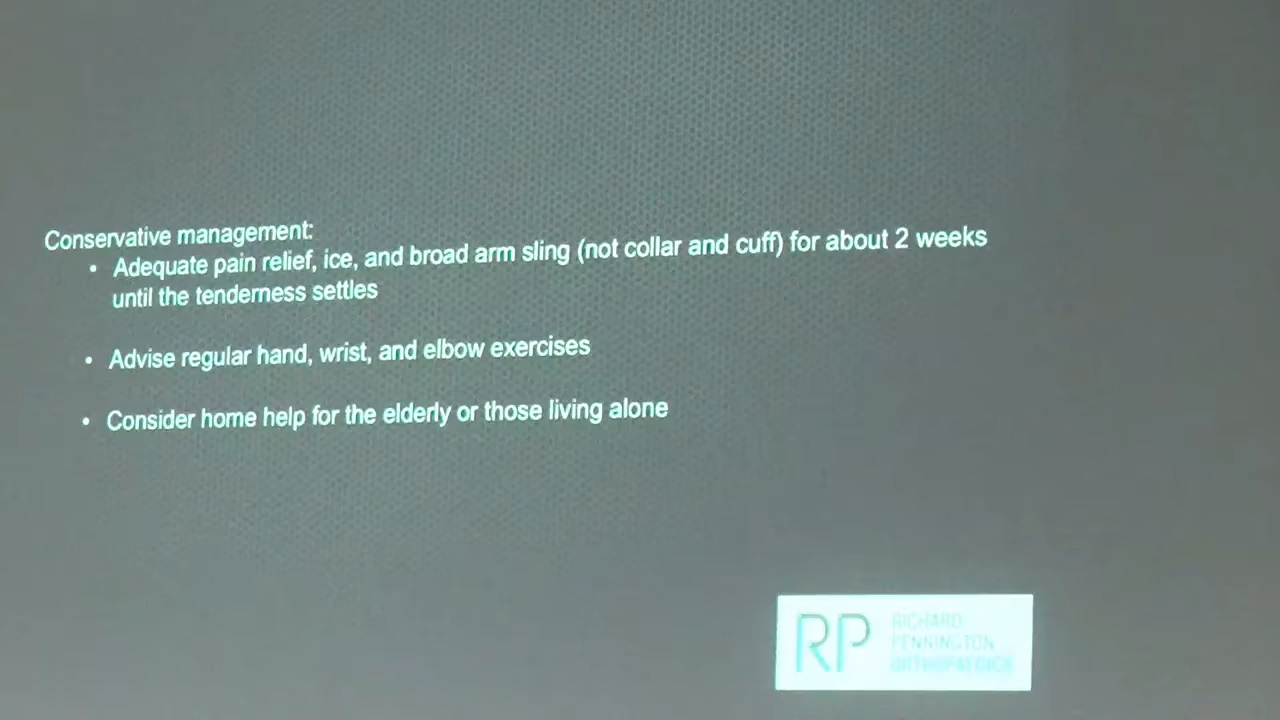 Conservative management:
• Adequate pain relief, ice, and broad arm sling (not collar and cuff) for about 2 weeks
until the tenderness settles
• Advise regular hand, wrist, and elbow exercises
• Consider home help for the elderly or those living alone
RP
RICHARD
PENNINGTON
ORTHOPAEDICS